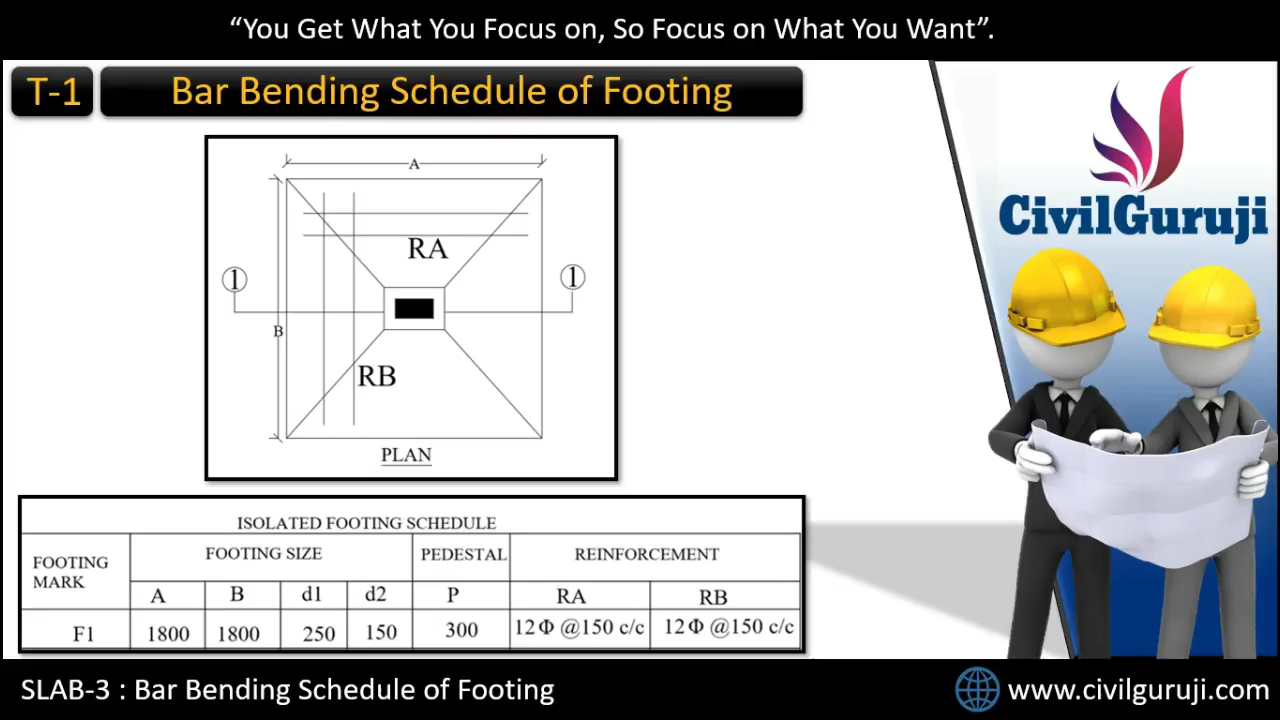 “You Get What You Focus on, So Focus on What You Want”.
T-1 Bar Bending Schedule of Footing
CivilGuruji
A
RA
1 1
B
RB
PLAN
ISOLATED FOOTING SCHEDULE
FOOTING MARK FOOTING SIZE PEDESTAL REINFORCEMENT
A B d1 d2 P RA RB
F1 1800 1800 250 150 300 12Φ @150 c/c 12Φ @150 c/c
SLAB-3 : Bar Bending Schedule of Footing
www.civilguruji.com